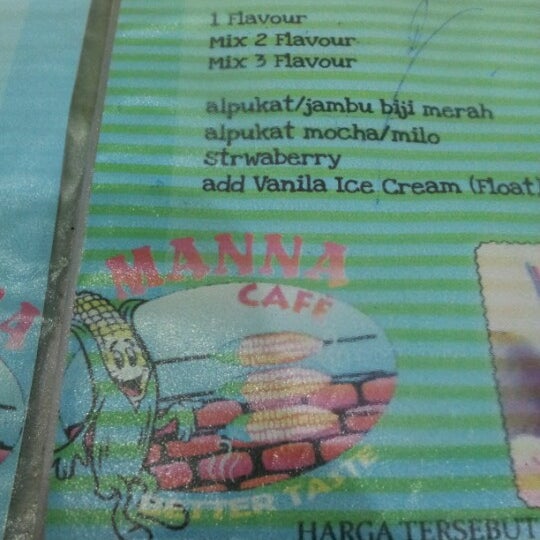 1 Flavour
Mix 2 Flavour
Mix 3 Flavour
alpukat/jambu biji merah
alpukat mocha/milo
Strwaberry
add Vanila Ice Cream (Float)
MANNA
CAFE
BETTER TASTE
HARGA TERSEBUT